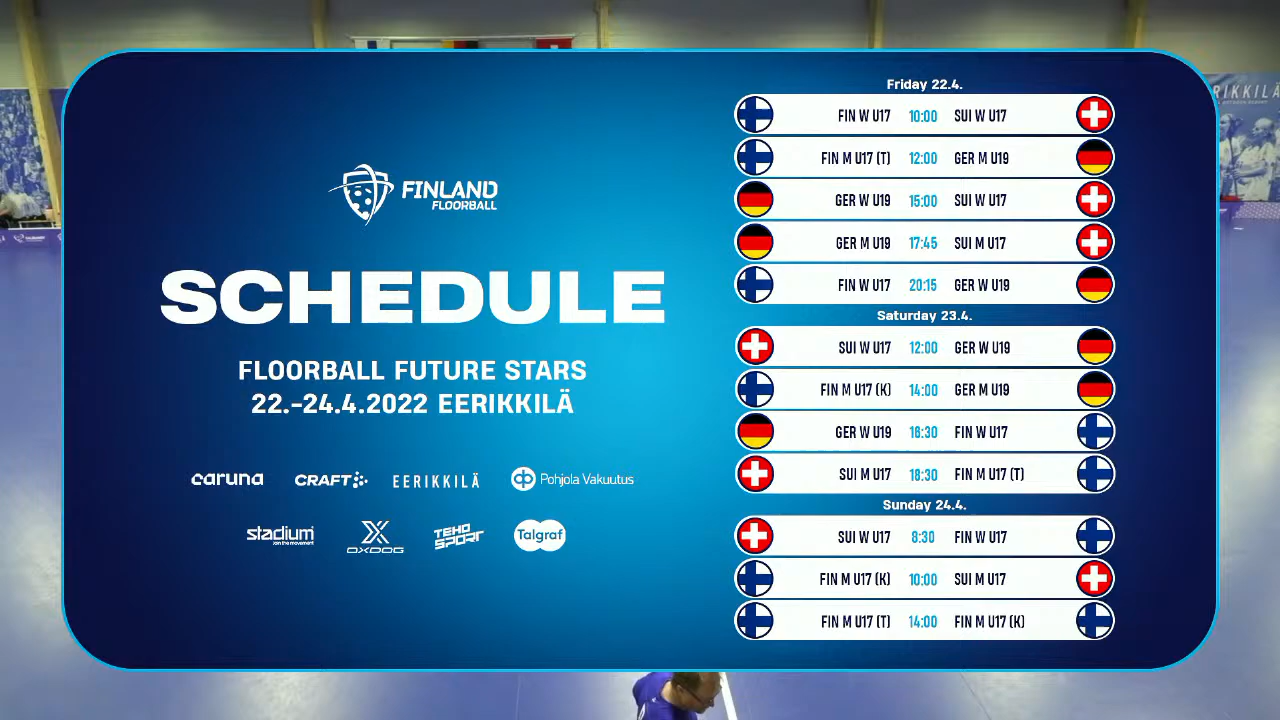 FINLAND
FLOORBALL
SCHEDULE
FLOORBALL FUTURE STARS
22.-24.4.2022 EERIKKILÄ
caruna CRAFT EERIKKILÄ Pohjola Vakuutus
stadium OXDOG TEHO SPORT Talgraf
Join the movement
Friday 22.4.
FIN W U17 10:00 SUI W U17
FIN M U17 (T) 12:00 GER M U19
GER W U19 15:00 SUI W U17
GER M U19 17:45 SUI M U17
FIN W U17 20:15 GER W U19
Saturday 23.4.
SUI W U17 12:00 GER W U19
FIN M U17 (K) 14:00 GER M U19
GER W U19 16:30 FIN W U17
SUI M U17 18:30 FIN M U17 (T)
Sunday 24.4.
SUI W U17 8:30 FIN W U17
FIN M U17 (K) 10:00 SUI M U17
FIN M U17 (T) 14:00 FIN M U17 (K)
RIKKILÄ